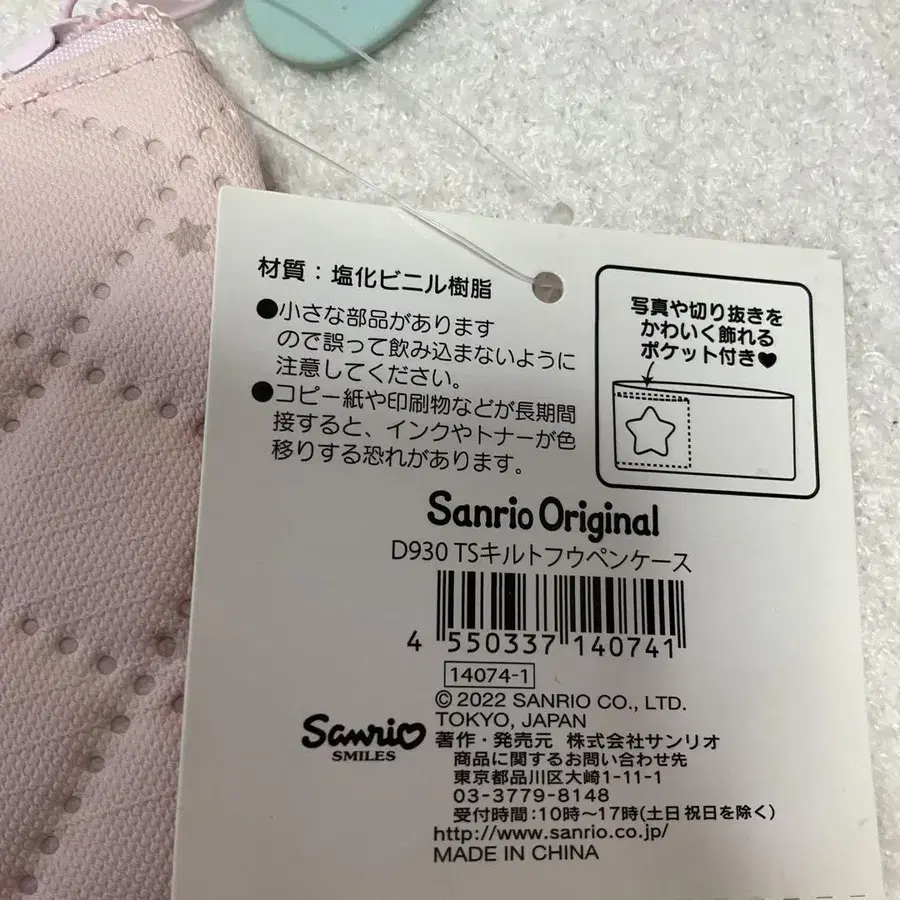 材質：塩化ビニル樹脂
●小さな部品があります
ので誤って飲み込まないように
注意してください。
●コピー紙や印刷物などが長期間
接すると、インクやトナーが色
移りする恐れがあります。
写真や切り抜きを
かわいく飾れる
ポケット付き♥
Sanrio Original
D930 TSキルトフウペンケース
4 550337 140741
14074-1
© 2022 SANRIO CO., LTD.
TOKYO, JAPAN
Sanrio
SMILES
著作・発売元 株式会社サンリオ
商品に関するお問い合わせ先
東京都品川区大崎1-11-1
03-3779-8148
受付時間：10時～17時(土日祝日を除く)
http://www.sanrio.co.jp/
MADE IN CHINA